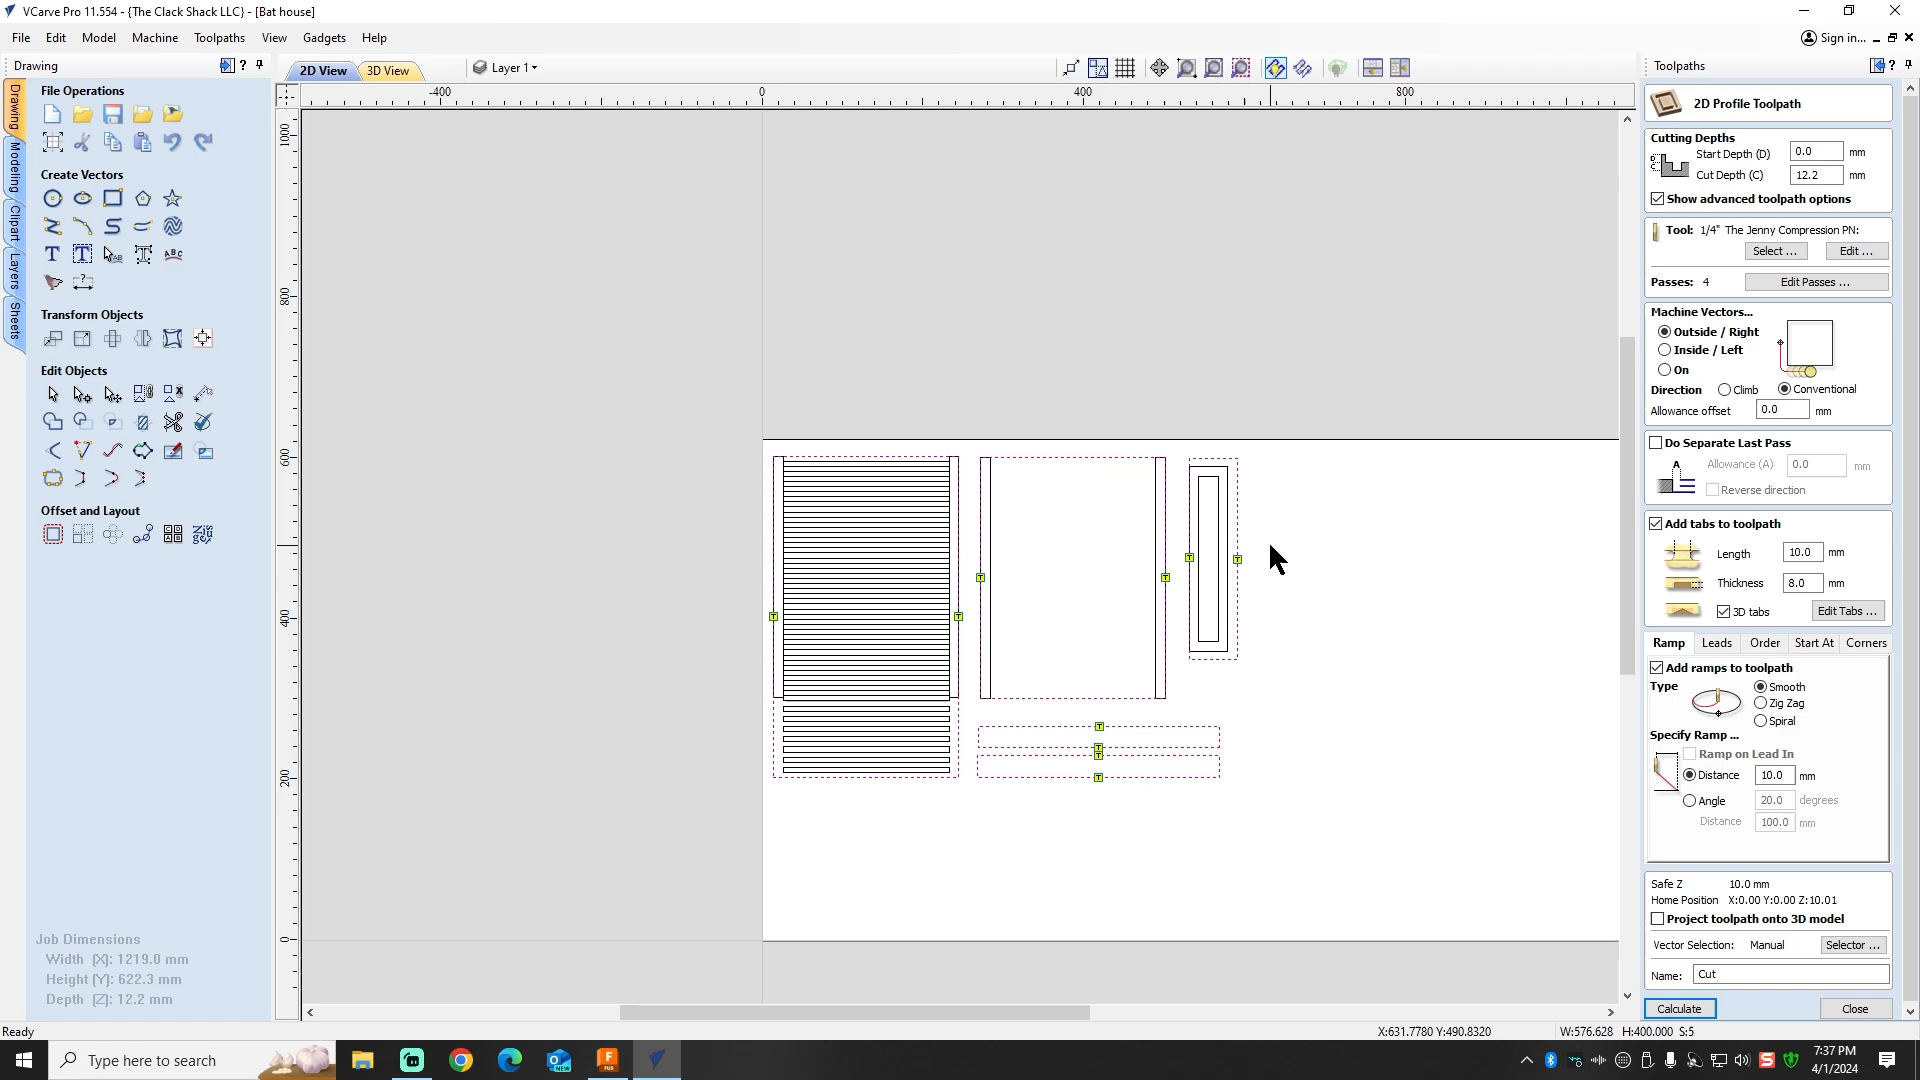 VCarve Pro 11.554 - {The Clack Shack LLC} - [Bat house]
File Edit Model Machine Toolpaths View Gadgets Help
Sign in...
Drawing
2D View
3D View
Layer 1
Toolpaths
Drawing
Modeling
Clipart
Layers
Sheets
File Operations
Create Vectors
Transform Objects
Edit Objects
Offset and Layout
Job Dimensions
Width (X): 1219.0 mm
Height (Y): 622.3 mm
Depth (Z): 12.2 mm
-400 0 400 800
1000
800
600
400
200
0
2D Profile Toolpath
Cutting Depths
Start Depth (D) 0.0 mm
Cut Depth (C) 12.2 mm
Show advanced toolpath options
Tool: 1/4" The Jenny Compression PN:
Select ... Edit ...
Passes: 4 Edit Passes ...
Machine Vectors...
Outside / Right
Inside / Left
On
Direction Climb Conventional
Allowance offset 0.0 mm
Do Separate Last Pass
Allowance (A) 0.0 mm
Reverse direction
Add tabs to toolpath
Length 10.0 mm
Thickness 8.0 mm
3D tabs Edit Tabs ...
Ramp Leads Order Start At Corners
Add ramps to toolpath
Type Smooth
Zig Zag
Spiral
Specify Ramp ...
Ramp on Lead In
Distance 10.0 mm
Angle 20.0 degrees
Distance 100.0 mm
Safe Z 10.0 mm
Home Position X:0.00 Y:0.00 Z:10.01
Project toolpath onto 3D model
Vector Selection: Manual Selector ...
Name: Cut
Calculate Close
Ready
X:631.7780 Y:490.8320
W:576.628 H:400.000 S:5
Type here to search
7:37 PM
4/1/2024